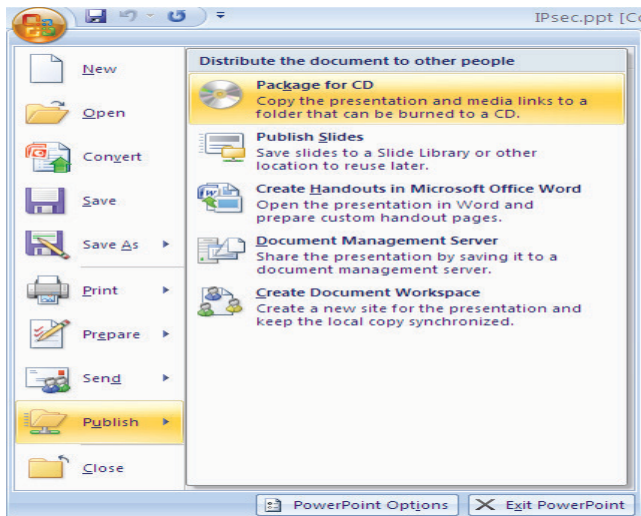 IPsec.ppt [Co
New
Open
Convert
Save
Save As
Print
Prepare
Send
Publish
Close
Distribute the document to other people
Package for CD
Copy the presentation and media links to a
folder that can be burned to a CD.
Publish Slides
Save slides to a Slide Library or other
location to reuse later.
Create Handouts in Microsoft Office Word
Open the presentation in Word and
prepare custom handout pages.
Document Management Server
Share the presentation by saving it to a
document management server.
Create Document Workspace
Create a new site for the presentation and
keep the local copy synchronized.
PowerPoint Options
Exit PowerPoint